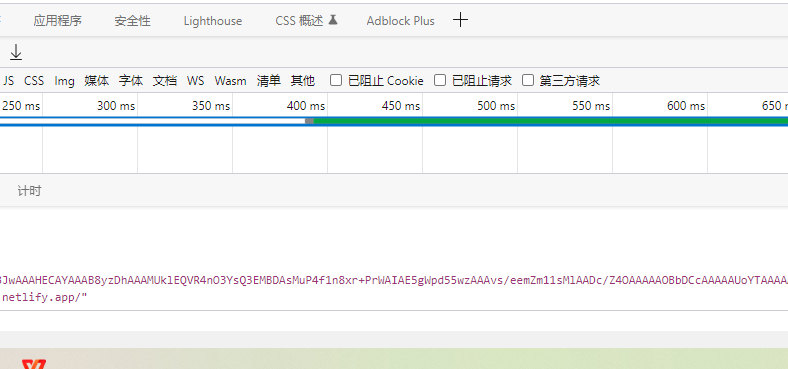 应用程序 安全性 Lighthouse CSS 概述 Adblock Plus
JS CSS Img 媒体 字体 文档 WS Wasm 清单 其他 已阻止 Cookie 已阻止请求 第三方请求
250 ms 300 ms 350 ms 400 ms 450 ms 500 ms 550 ms 600 ms 650
计时
JwAAAHECAYAAAB8yzDhAAAMUklEQVR4nO3YsQ3EMBDAsMuP4f1n8xr+PrWAIAE5gWpd55wzAAAvs/eemZm11sMlAADc/Z4OAAAAAOBbDCcAAAAAUoYTAAAA
netlify.app/"